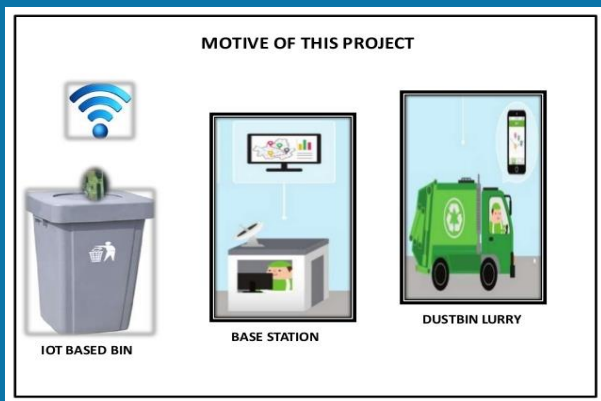 MOTIVE OF THIS PROJECT
IOT BASED BIN
BASE STATION
DUSTBIN LURRY